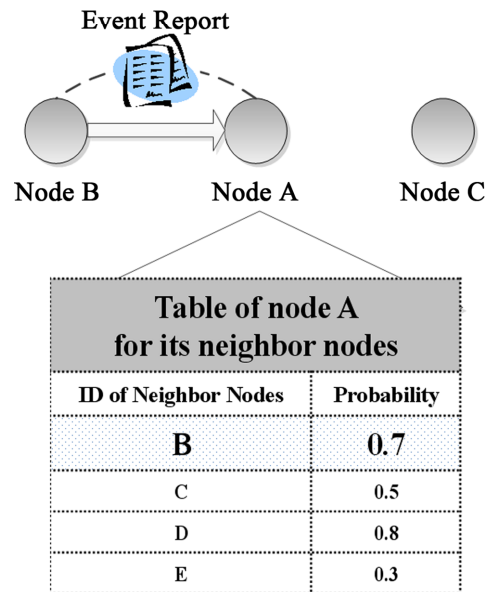 Event Report
Node B
Node A
Node C
Table of node A
for its neighbor nodes
ID of Neighbor Nodes Probability
B 0.7
C 0.5
D 0.8
E 0.3